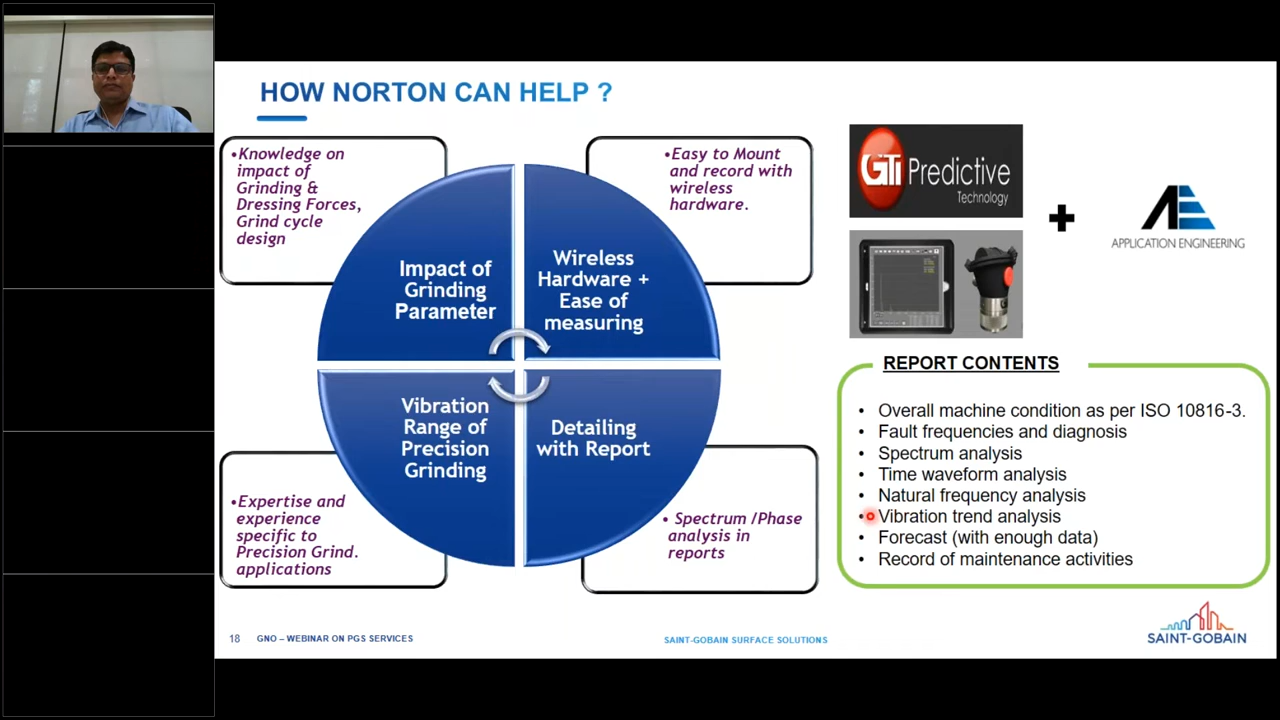 HOW NORTON CAN HELP ?
•Knowledge on
impact of
Grinding &
Dressing Forces,
Grind cycle
design
•Easy to Mount
and record with
wireless
hardware.
Impact of
Grinding
Parameter
Wireless
Hardware +
Ease of
measuring
Vibration
Range of
Precision
Grinding
Detailing
with Report
•Expertise and
experience
specific to
Precision Grind.
applications
• Spectrum /Phase
analysis in
reports
GTi Predictive
Technology
+
AE
APPLICATION ENGINEERING
REPORT CONTENTS
• Overall machine condition as per ISO 10816-3.
• Fault frequencies and diagnosis
• Spectrum analysis
• Time waveform analysis
• Natural frequency analysis
• Vibration trend analysis
• Forecast (with enough data)
• Record of maintenance activities
18 GNO – WEBINAR ON PGS SERVICES
SAINT-GOBAIN SURFACE SOLUTIONS
SAINT-GOBAIN